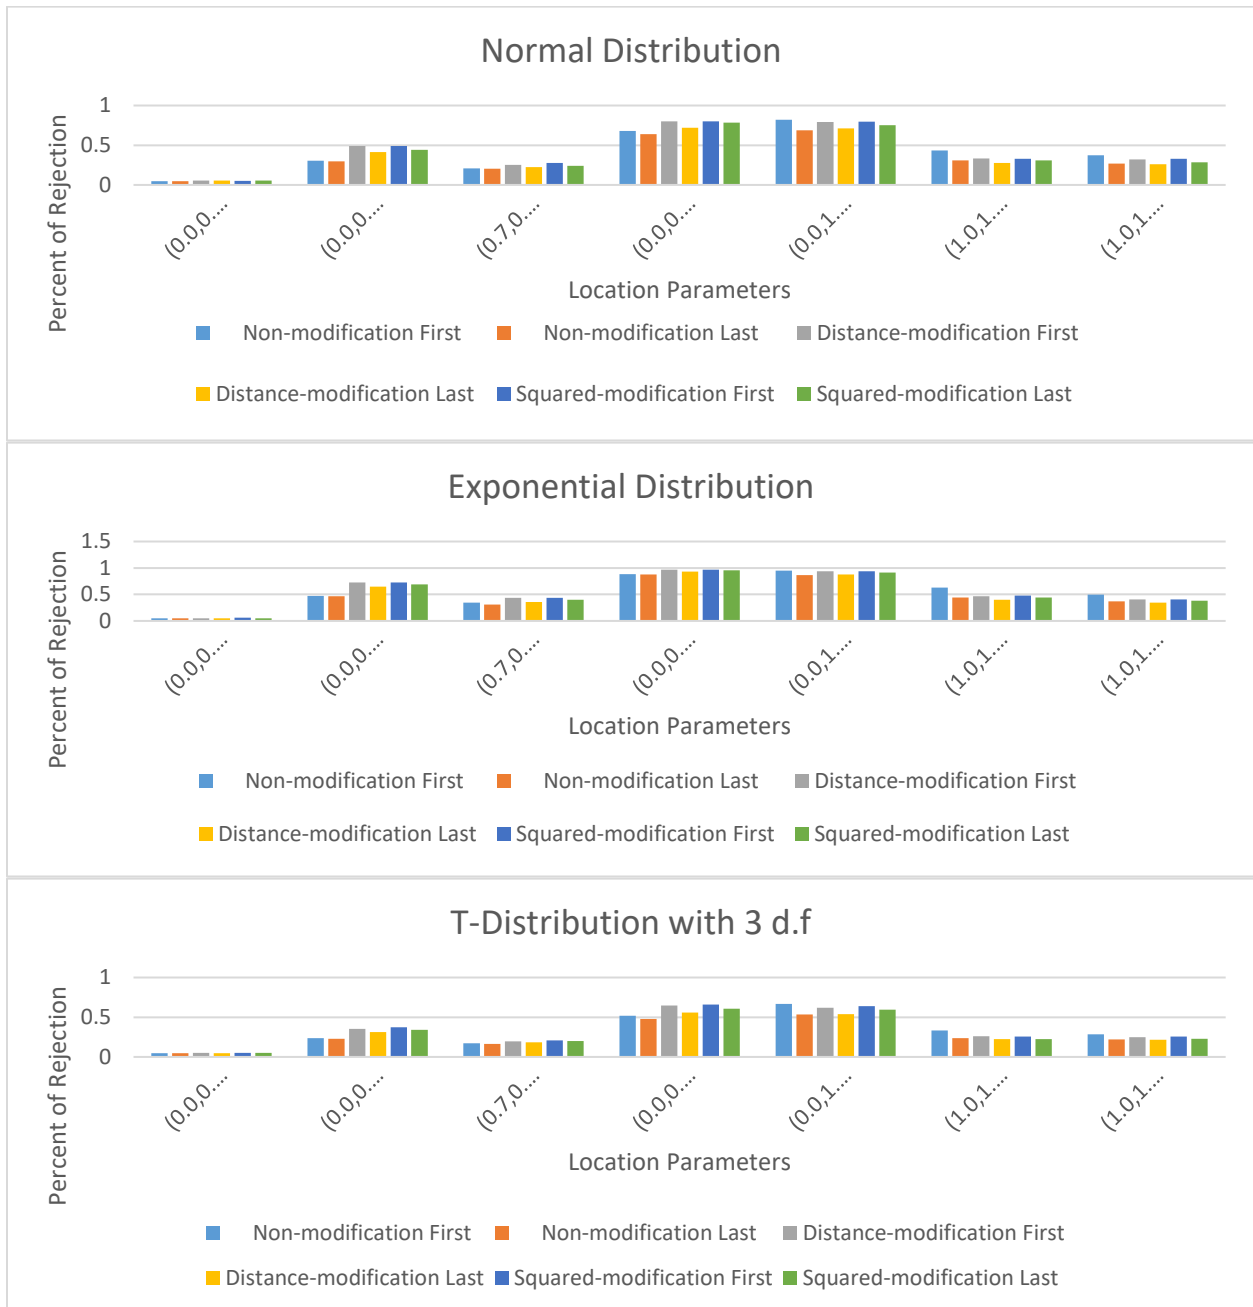 Normal Distribution
Percent of Rejection
1
0.5
0
(0.0,0....
(0.0,0....
(0.7,0....
(0.0,0....
(0.0,1....
(1.0,1....
(1.0,1....
Location Parameters
Non-modification First
Non-modification Last
Distance-modification First
Distance-modification Last
Squared-modification First
Squared-modification Last
Exponential Distribution
Percent of Rejection
1.5
1
0.5
0
(0.0,0....
(0.0,0....
(0.7,0....
(0.0,0....
(0.0,1....
(1.0,1....
(1.0,1....
Location Parameters
Non-modification First
Non-modification Last
Distance-modification First
Distance-modification Last
Squared-modification First
Squared-modification Last
T-Distribution with 3 d.f
Percent of Rejection
1
0.5
0
(0.0,0....
(0.0,0....
(0.7,0....
(0.0,0....
(0.0,1....
(1.0,1....
(1.0,1....
Location Parameters
Non-modification First
Non-modification Last
Distance-modification First
Distance-modification Last
Squared-modification First
Squared-modification Last